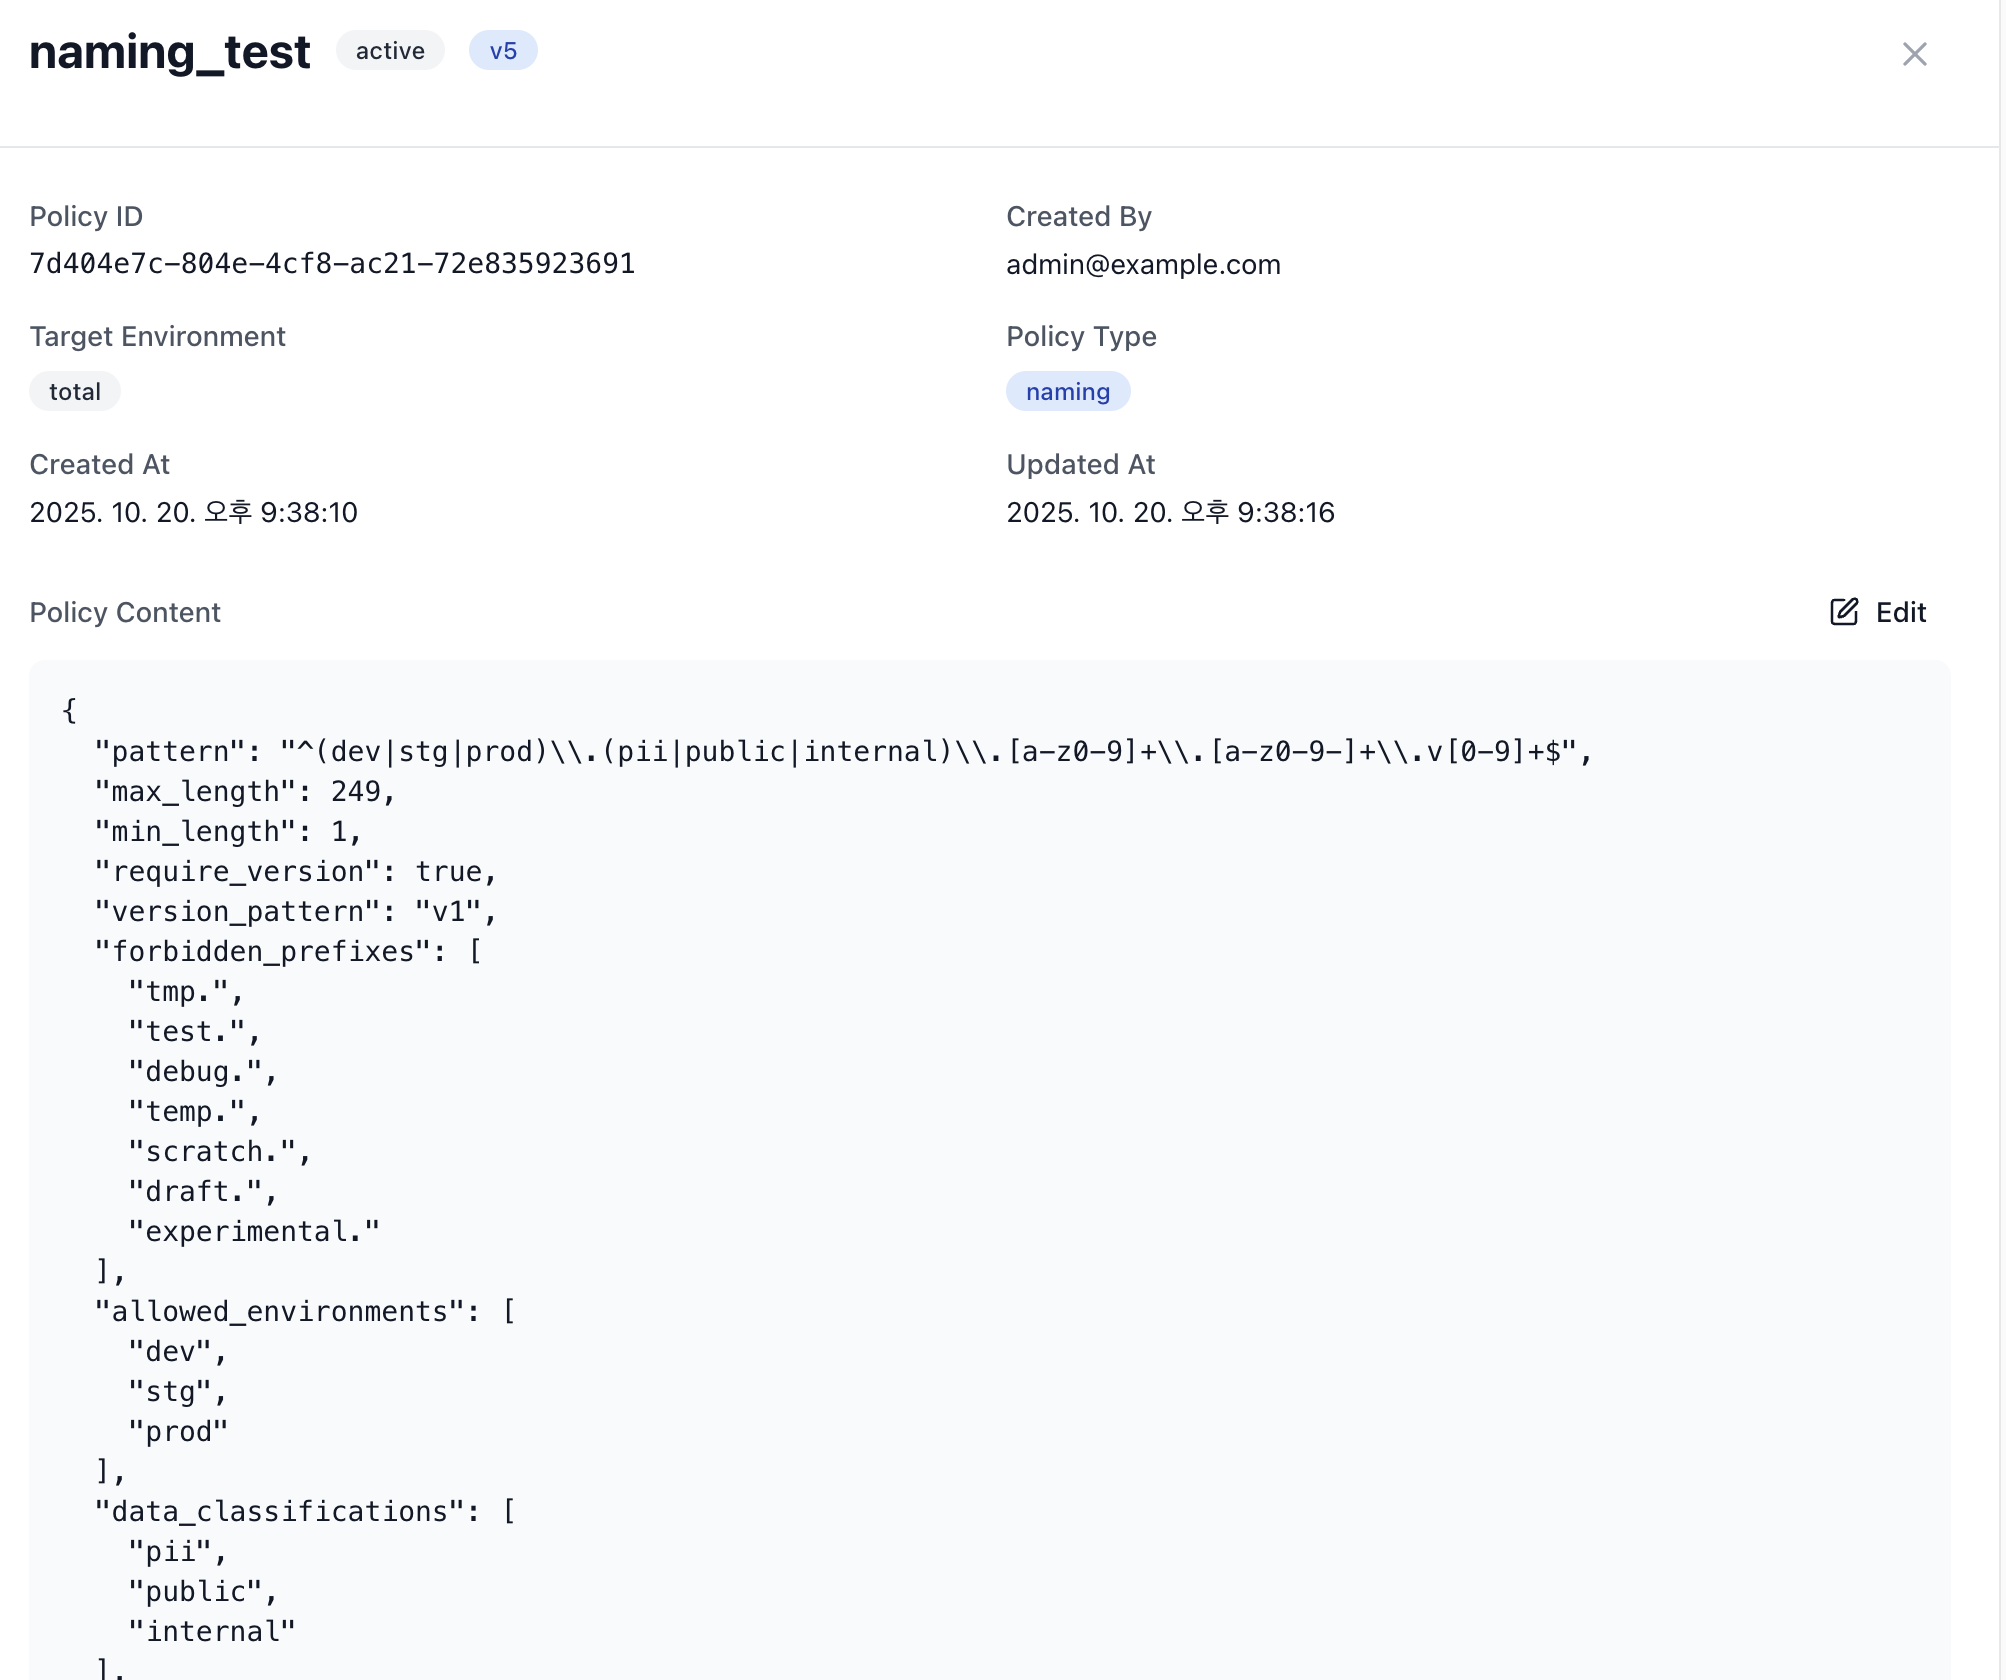 naming_test active v5
Policy ID
7d404e7c-804e-4cf8-ac21-72e835923691
Created By
admin@example.com
Target Environment
total
Policy Type
naming
Created At
2025. 10. 20. 오후 9:38:10
Updated At
2025. 10. 20. 오후 9:38:16
Policy Content
Edit
{
  "pattern": "^(dev|stg|prod)\\.(pii|public|internal)\\.[a-z0-9]+\\.[a-z0-9-]+\\.v[0-9]+$",
  "max_length": 249,
  "min_length": 1,
  "require_version": true,
  "version_pattern": "v1",
  "forbidden_prefixes": [
    "tmp.",
    "test.",
    "debug.",
    "temp.",
    "scratch.",
    "draft.",
    "experimental."
  ],
  "allowed_environments": [
    "dev",
    "stg",
    "prod"
  ],
  "data_classifications": [
    "pii",
    "public",
    "internal"
  ],